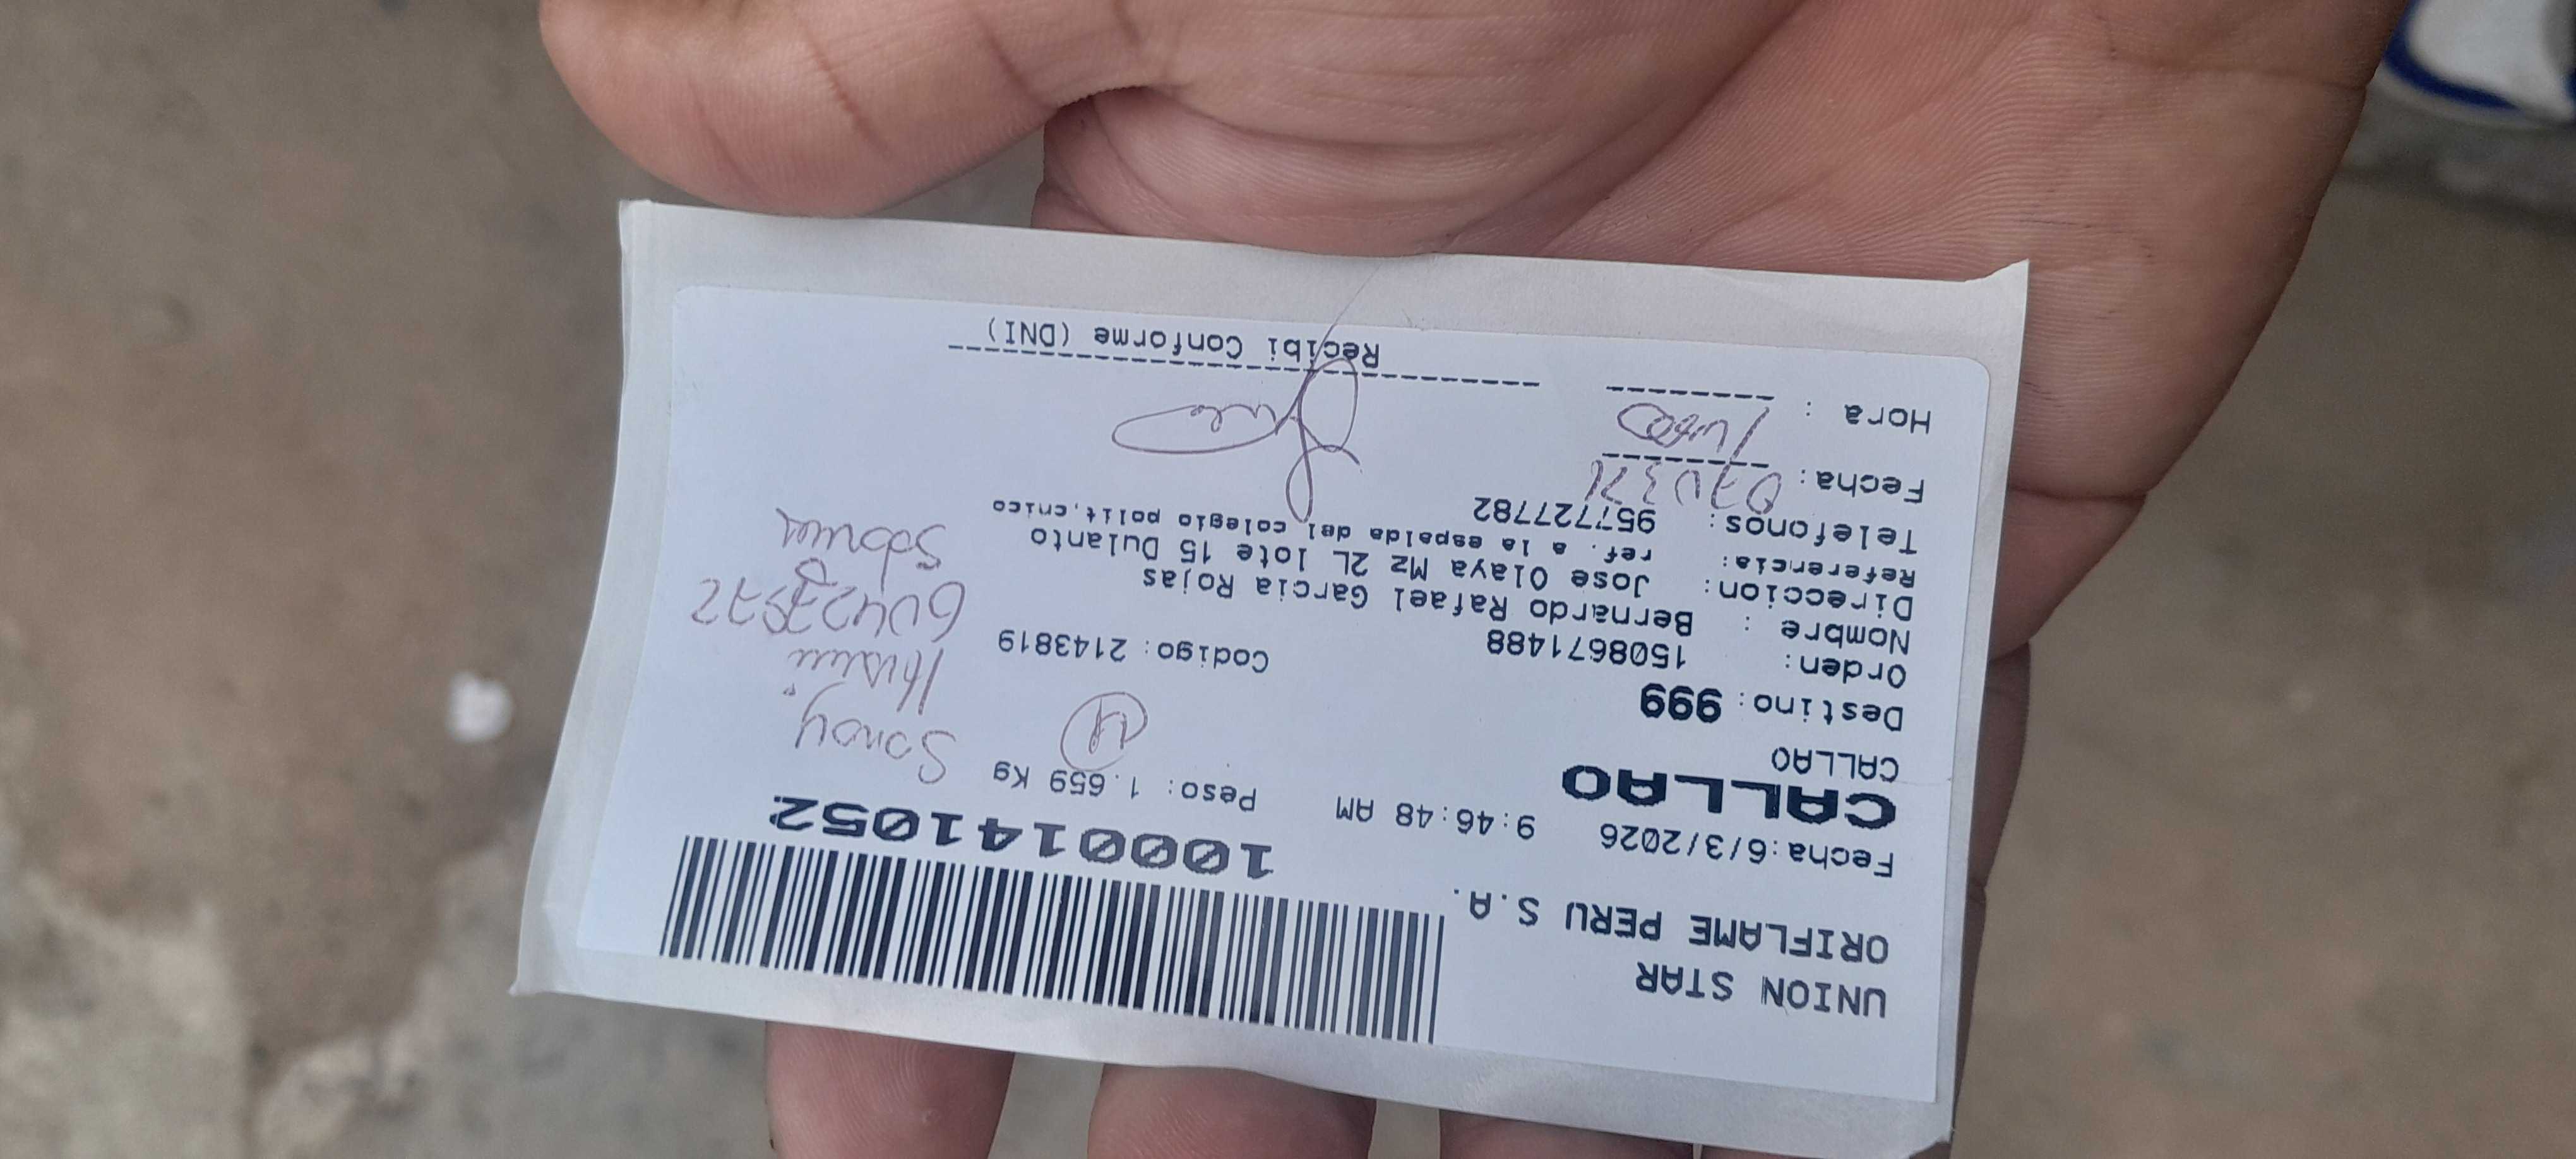 UNION STAR
ORIFLAME PERU S.A.
Fecha:6/3/2026 9:46:48 AM
1000141052
CALLAO
Peso: 1.659 Kg
CALLAO
Destino: 999
Sandy
Orden: 1508671488 Codigo: 2143819
Nombre : Bernardo Rafael Garcia Rojas
Direccion: Jose Olaya Mz 2L lote 15 Dulanto
Referencia: ref. a la espalda del colegio polit,cnico
Telefonos: 957727782
Fecha:
Hora :
Recibi Conforme (DNI)